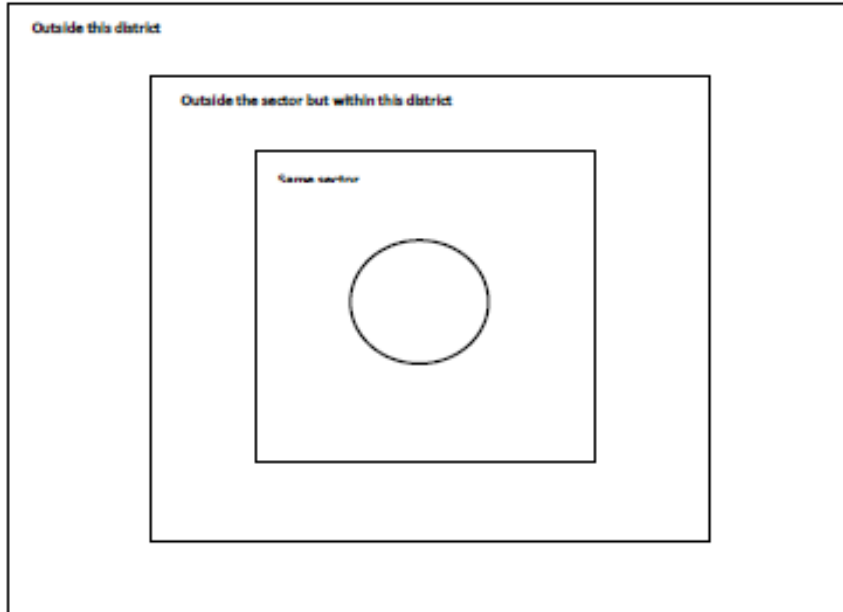 Outside this district
Outside the sector but within this district
Same sector